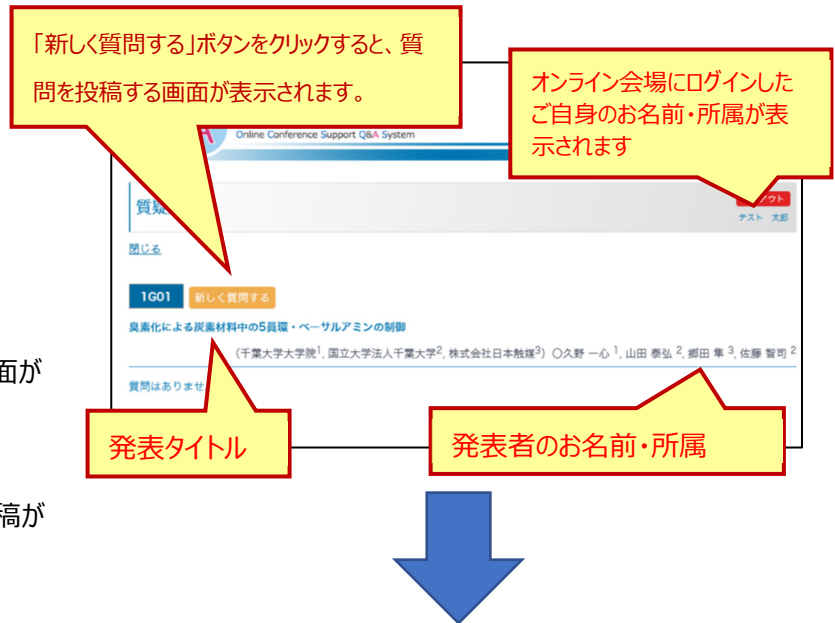 「新しく質問する」ボタンをクリックすると、質
問を投稿する画面が表示されます。
オンライン会場にログインした
ご自身のお名前・所属が表
示されます
Online Conference Support Q&A System
質疑
テスト 太郎
閉じる
1G01 新しく質問する
臭素化による炭素材料中の5員環・ベーサルアミンの制御
(千葉大学大学院1, 国立大学法人千葉大学2, 株式会社日本触媒3) 〇久野 一心 1, 山田 泰弘 2, 郷田 隼 3, 佐藤 智司 2
質問はありませ
面が
発表タイトル
発表者のお名前・所属
稿が